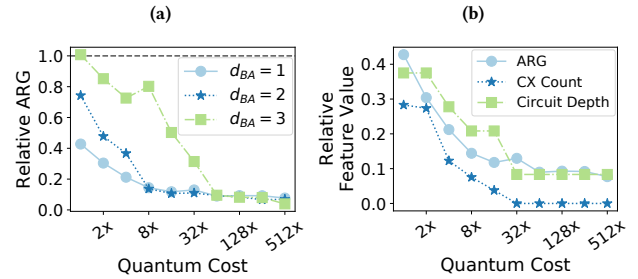 (a)
Relative ARG
1.0
0.8
0.6
0.4
0.2
0.0
d_BA = 1
d_BA = 2
d_BA = 3
2x 8x 32x 128x 512x
Quantum Cost
(b)
Relative
Feature Value
0.4
0.3
0.2
0.1
0.0
ARG
CX Count
Circuit Depth
2x 8x 32x 128x 512x
Quantum Cost